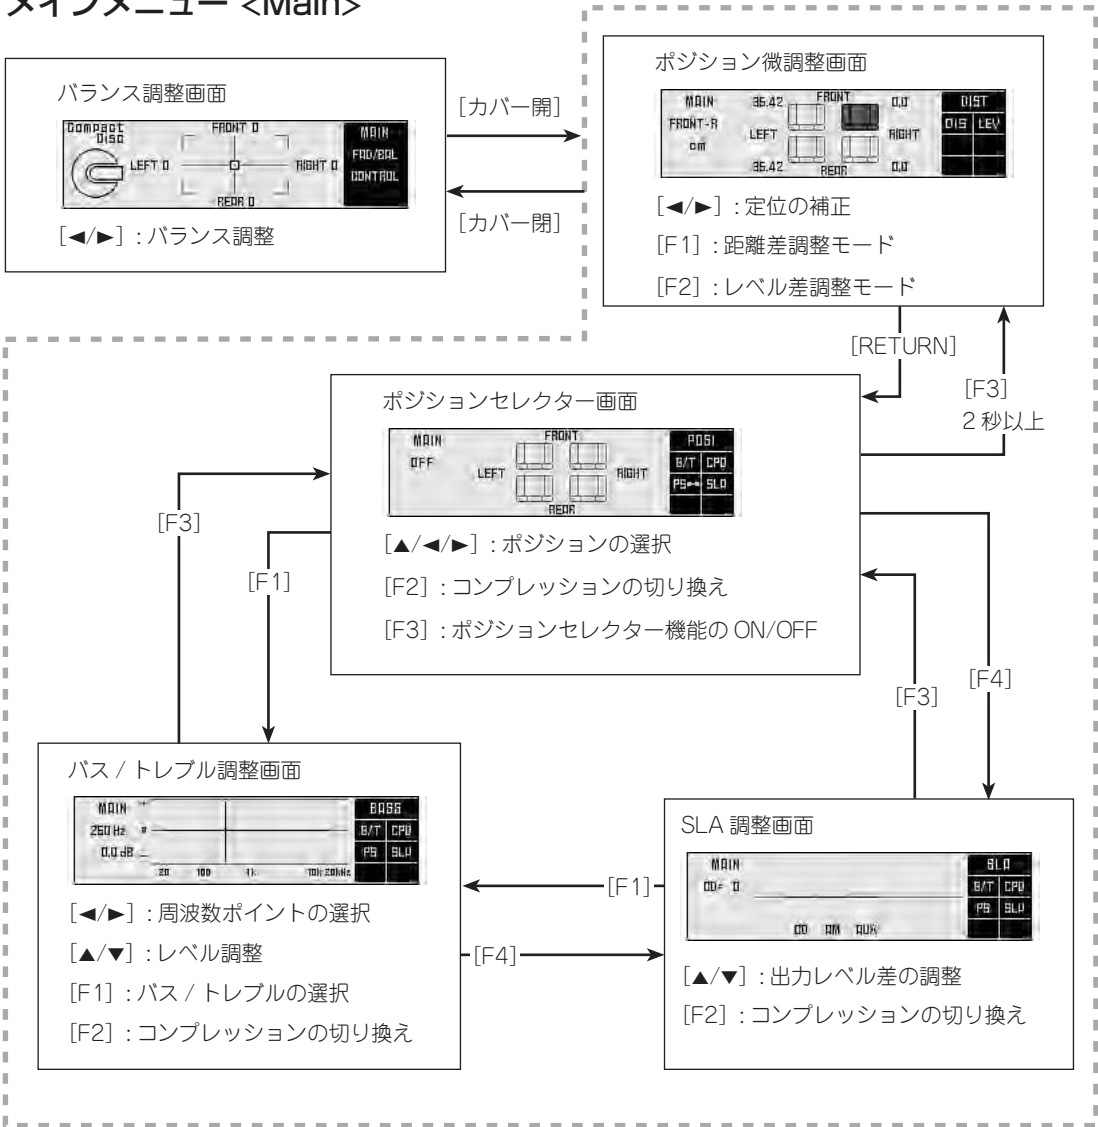 メインメニュー <Main>
バランス調整画面
Compact
Disc
FRONT 0
LEFT 0
RIGHT 0
REAR 0
MAIN
FAD/BAL
CONTROL
[◄/►] : バランス調整
[カバー開]
[カバー閉]
ポジション微調整画面
MAIN 35.42 FRONT 0.0 DIST
FRONT-R LEFT RIGHT DIS LEV
cm
35.42 REAR 0.0
[◄/►] : 定位の補正
[F1] : 距離差調整モード
[F2] : レベル差調整モード
[RETURN]
[F3]
2 秒以上
ポジションセレクター画面
MAIN FRONT POSI
OFF LEFT RIGHT B/T CPD
PS SLA
REAR
[▲/◄/►] : ポジションの選択
[F2] : コンプレッションの切り換え
[F3] : ポジションセレクター機能の ON/OFF
[F3]
[F1]
[F3]
[F4]
バス / トレブル調整画面
MAIN + BASS
250 Hz 0 B/T CPD
0.0 dB - PS SLA
20 100 1k 10k 20kHz
[◄/►] : 周波数ポイントの選択
[▲/▼] : レベル調整
[F1] : バス / トレブルの選択
[F2] : コンプレッションの切り換え
[F1]
[F4]
SLA 調整画面
MAIN SLA
CD= 0 B/T CPD
PS SLA
CD AM AUX
[▲/▼] : 出力レベル差の調整
[F2] : コンプレッションの切り換え